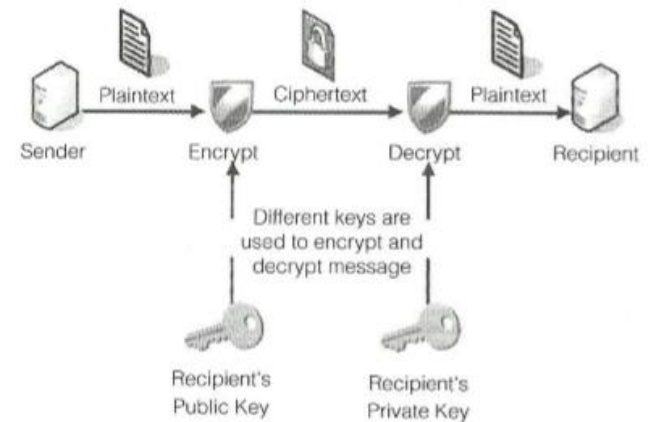 Plaintext
Ciphertext
Plaintext
Sender
Encrypt
Decrypt
Recipient
Different keys are
used to encrypt and
decrypt message
Recipient's
Public Key
Recipient's
Private Key